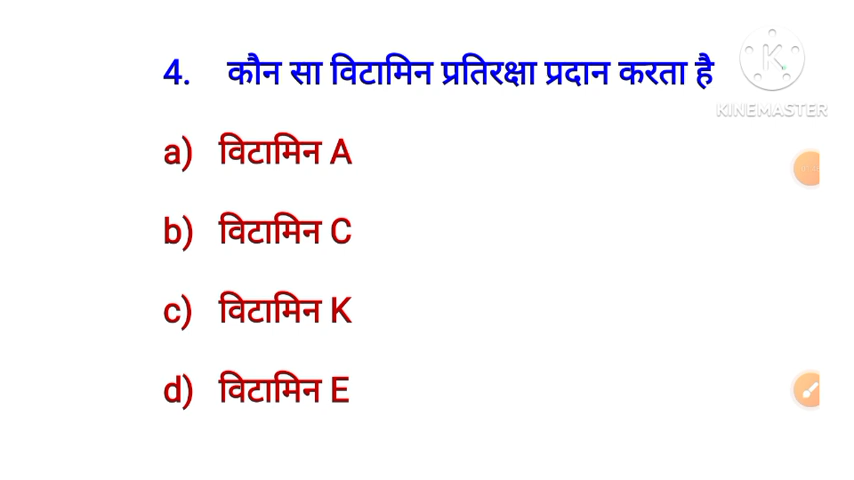 4. कौन सा विटामिन प्रतिरक्षा प्रदान करता है
KINEMASTER
a) विटामिन A
b) विटामिन C
c) विटामिन K
d) विटामिन E